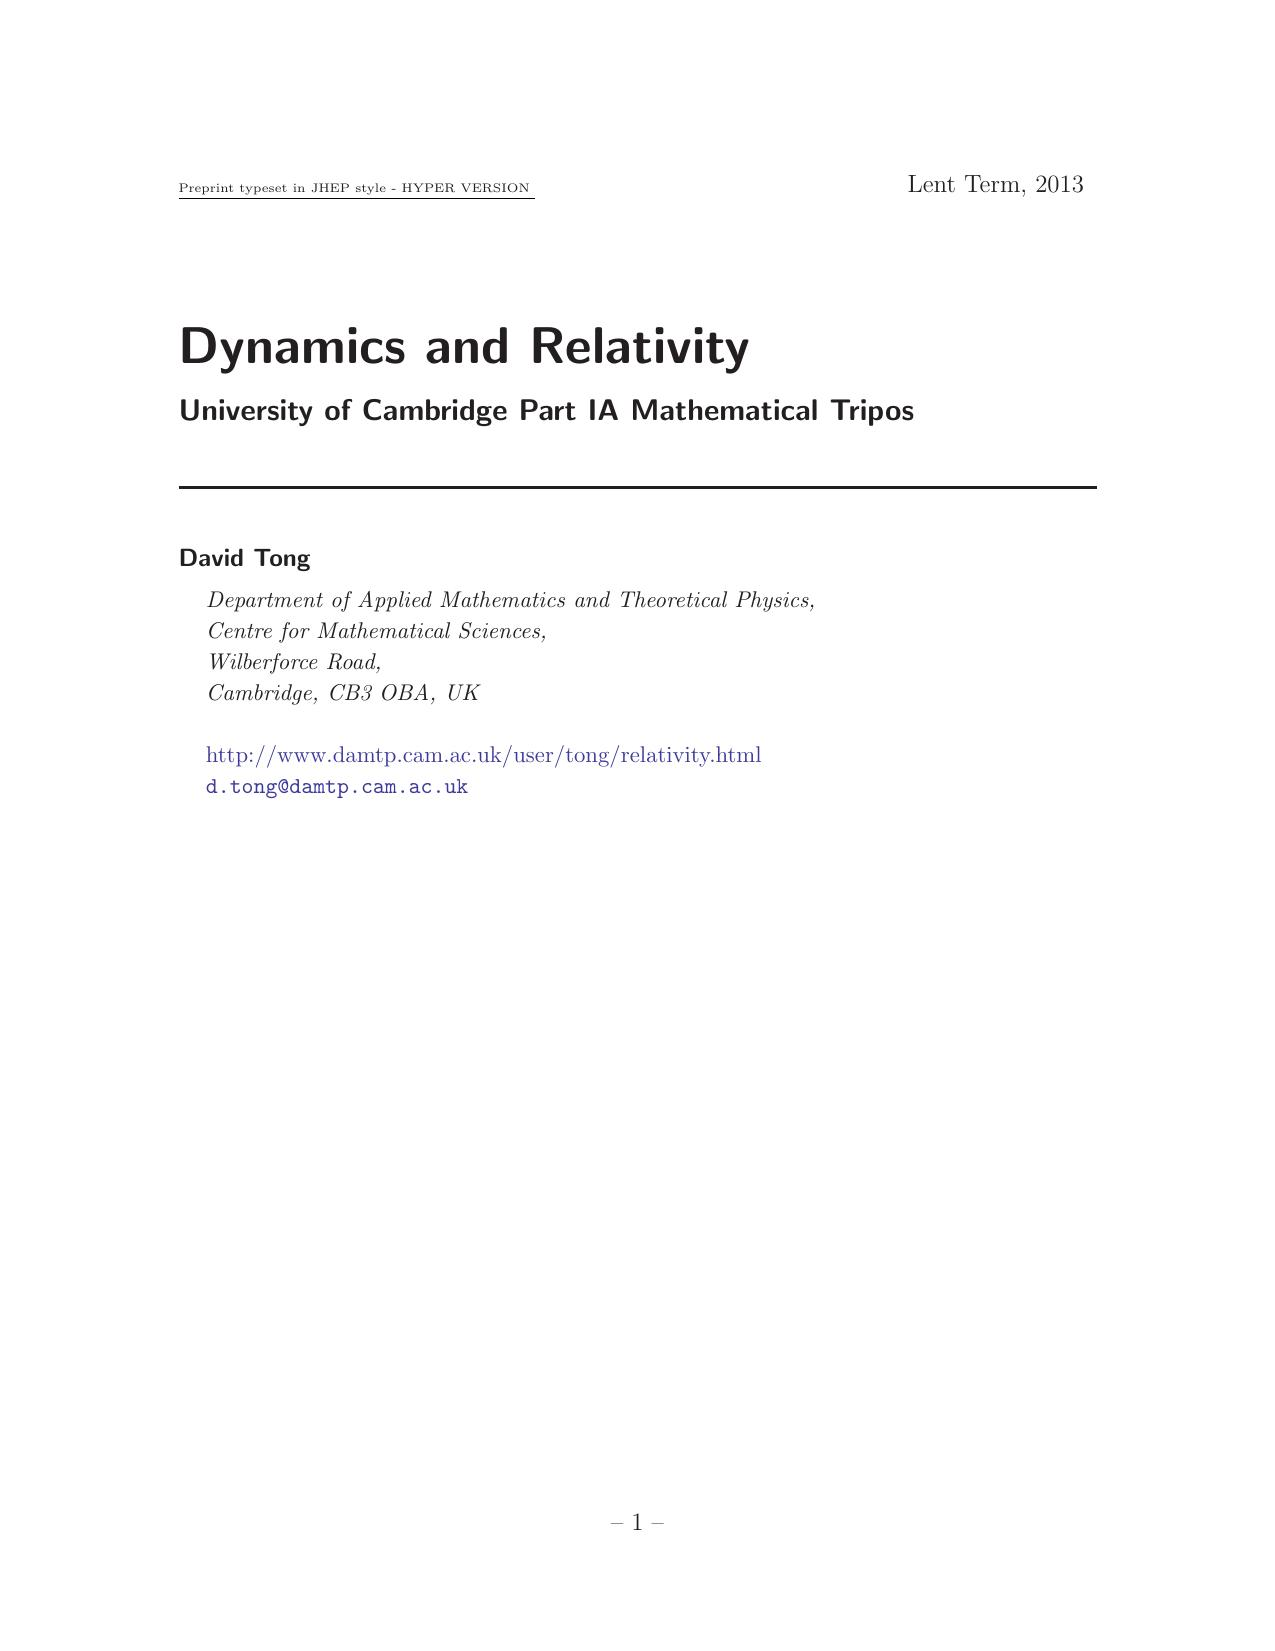 Preprint typeset in JHEP style - HYPER VERSION
Lent Term, 2013
Dynamics and Relativity
University of Cambridge Part IA Mathematical Tripos
David Tong
Department of Applied Mathematics and Theoretical Physics,
Centre for Mathematical Sciences,
Wilberforce Road,
Cambridge, CB3 OBA, UK
http://www.damtp.cam.ac.uk/user/tong/relativity.html
d.tong@damtp.cam.ac.uk
– 1 –